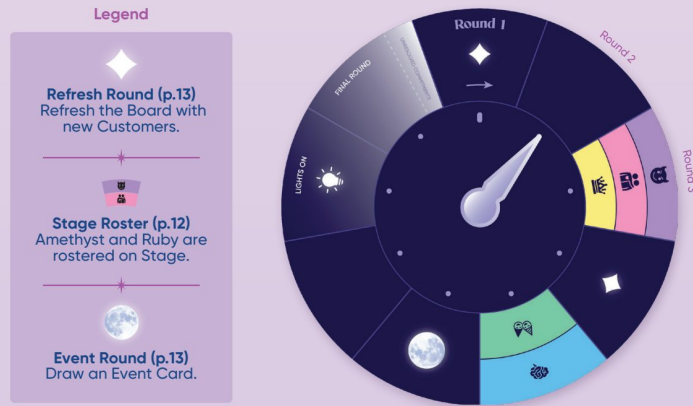 Legend
Refresh Round (p.13)
Refresh the Board with
new Customers.
Stage Roster (p.12)
Amethyst and Ruby are
rostered on Stage.
Event Round (p.13)
Draw an Event Card.
Round 1
Round 2
Round 3
LIGHTS ON
FINAL ROUND